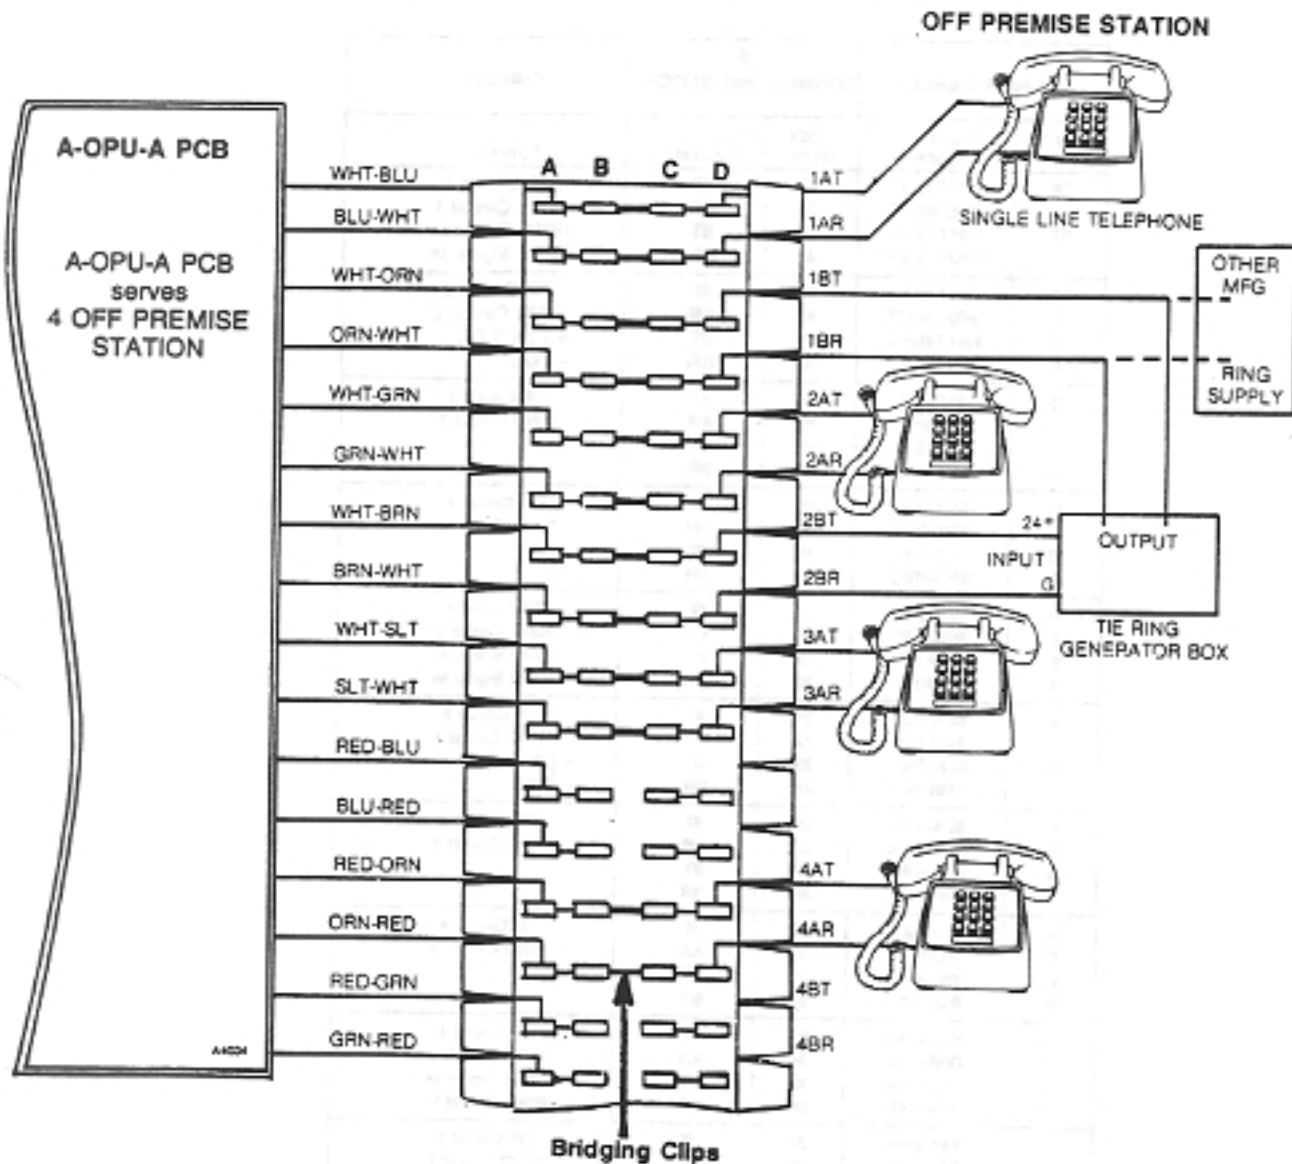 OFF PREMISE STATION
A-OPU-A PCB
A-OPU-A PCB
serves
4 OFF PREMISE
STATION
A B C D
WHT-BLU
BLU-WHT
WHT-ORN
ORN-WHT
WHT-GRN
GRN-WHT
WHT-BRN
BRN-WHT
WHT-SLT
SLT-WHT
RED-BLU
BLU-RED
RED-ORN
ORN-RED
RED-GRN
GRN-RED
1AT
1AR
1BT
1BR
2AT
2AR
2BT
2BR
3AT
3AR
4AT
4AR
4BT
4BR
SINGLE LINE TELEPHONE
OTHER
MFG
RING
SUPPLY
24+
INPUT
G
OUTPUT
TIE RING
GENERATOR BOX
Bridging Clips